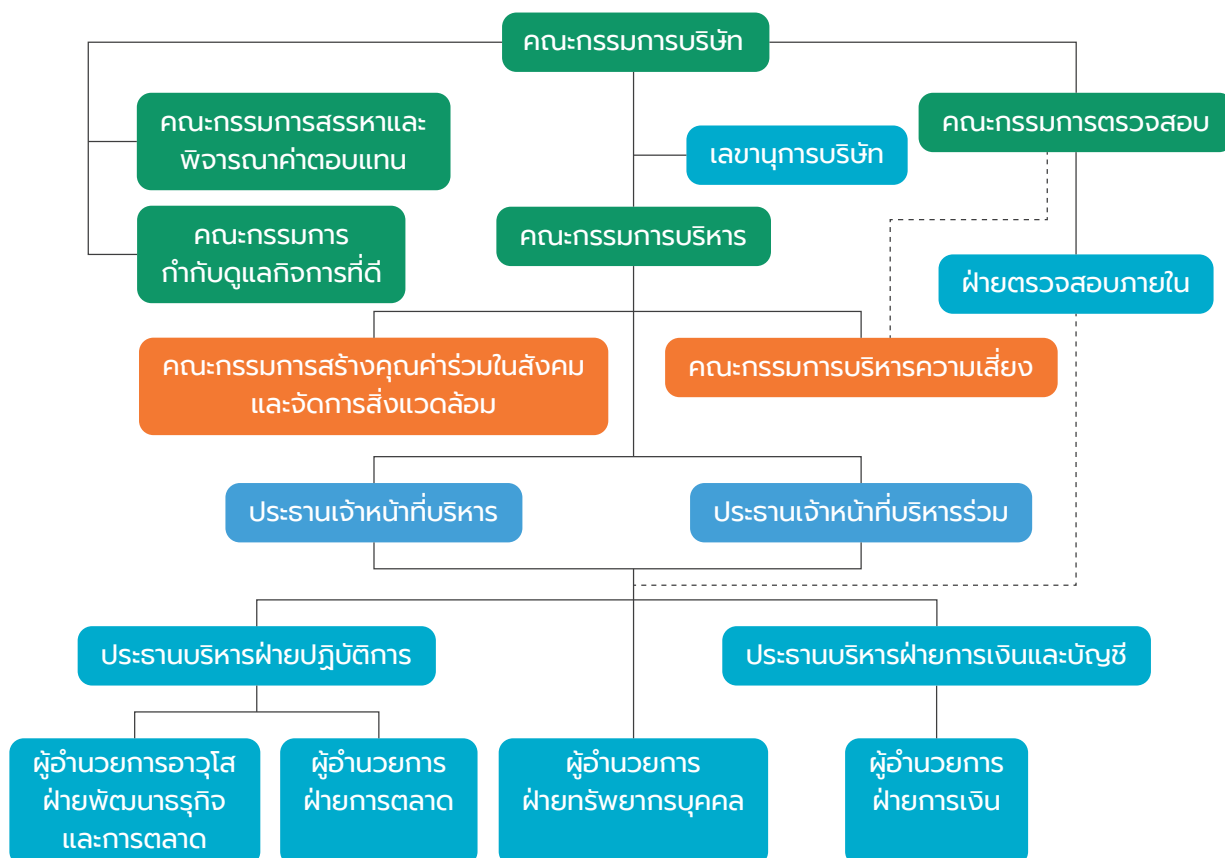 คณะกรรมการบริษัท
คณะกรรมการสรรหาและ
พิจารณาค่าตอบแทน
คณะกรรมการตรวจสอบ
เลขานุการบริษัท
คณะกรรมการ
กำกับดูแลกิจการที่ดี
คณะกรรมการบริหาร
ฝ่ายตรวจสอบภายใน
คณะกรรมการสร้างคุณค่าร่วมในสังคม
และจัดการสิ่งแวดล้อม
คณะกรรมการบริหารความเสี่ยง
ประธานเจ้าหน้าที่บริหาร
ประธานเจ้าหน้าที่บริหารร่วม
ประธานบริหารฝ่ายปฏิบัติการ
ประธานบริหารฝ่ายการเงินและบัญชี
ผู้อำนวยการอาวุโส
ฝ่ายพัฒนาธุรกิจ
และการตลาด
ผู้อำนวยการ
ฝ่ายการตลาด
ผู้อำนวยการ
ฝ่ายทรัพยากรบุคคล
ผู้อำนวยการ
ฝ่ายการเงิน